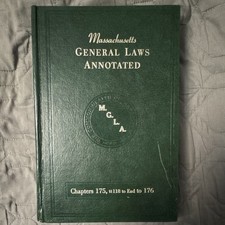 Massachusetts
GENERAL LAWS
ANNOTATED
M.G.L.A.
Chapters 175, §§ 118 to End to 176